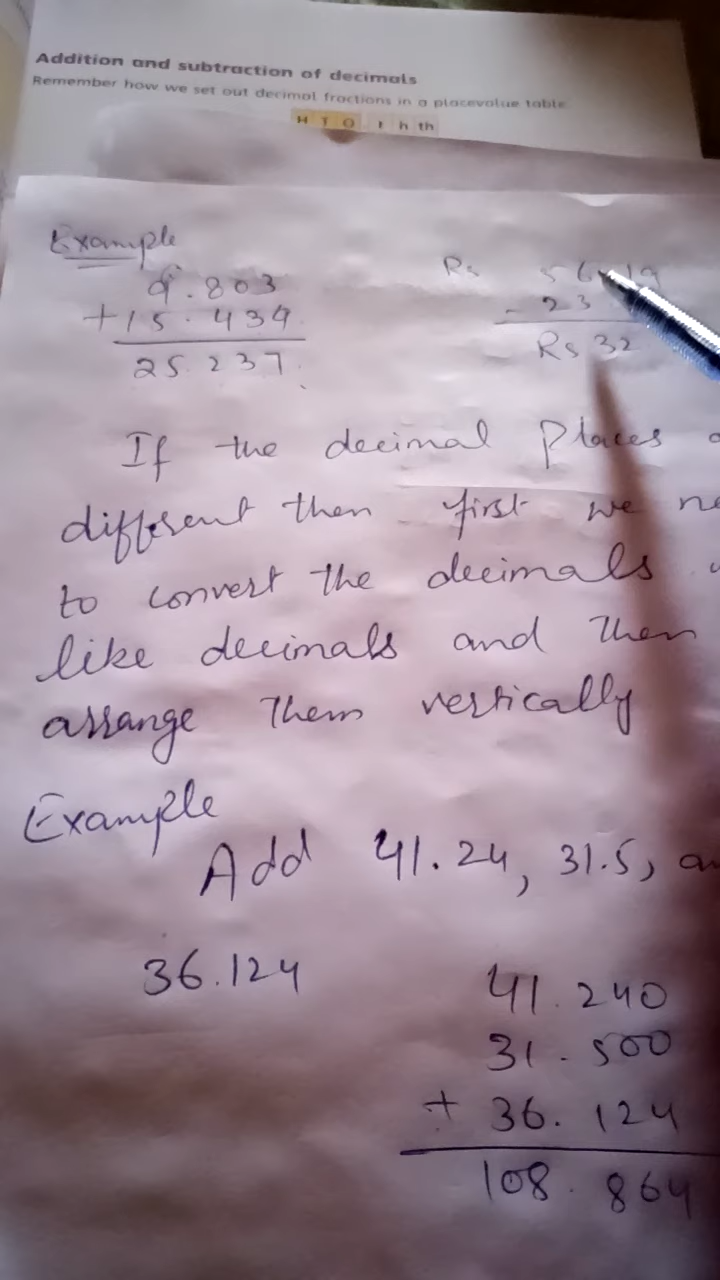 Addition and subtraction of decimals
Remember how we set out decimal fractions in a placevalue table
H T O . t h th
Example
9.803
+15.434
25.237
Rs 56. 19
- 23
Rs 32
If the decimal Places
different then first we
to convert the decimals
like decimals and then
arrange them vertically
Example
Add 41.24, 31.5,
36.124
41.240
31.500
+ 36.124
108.864